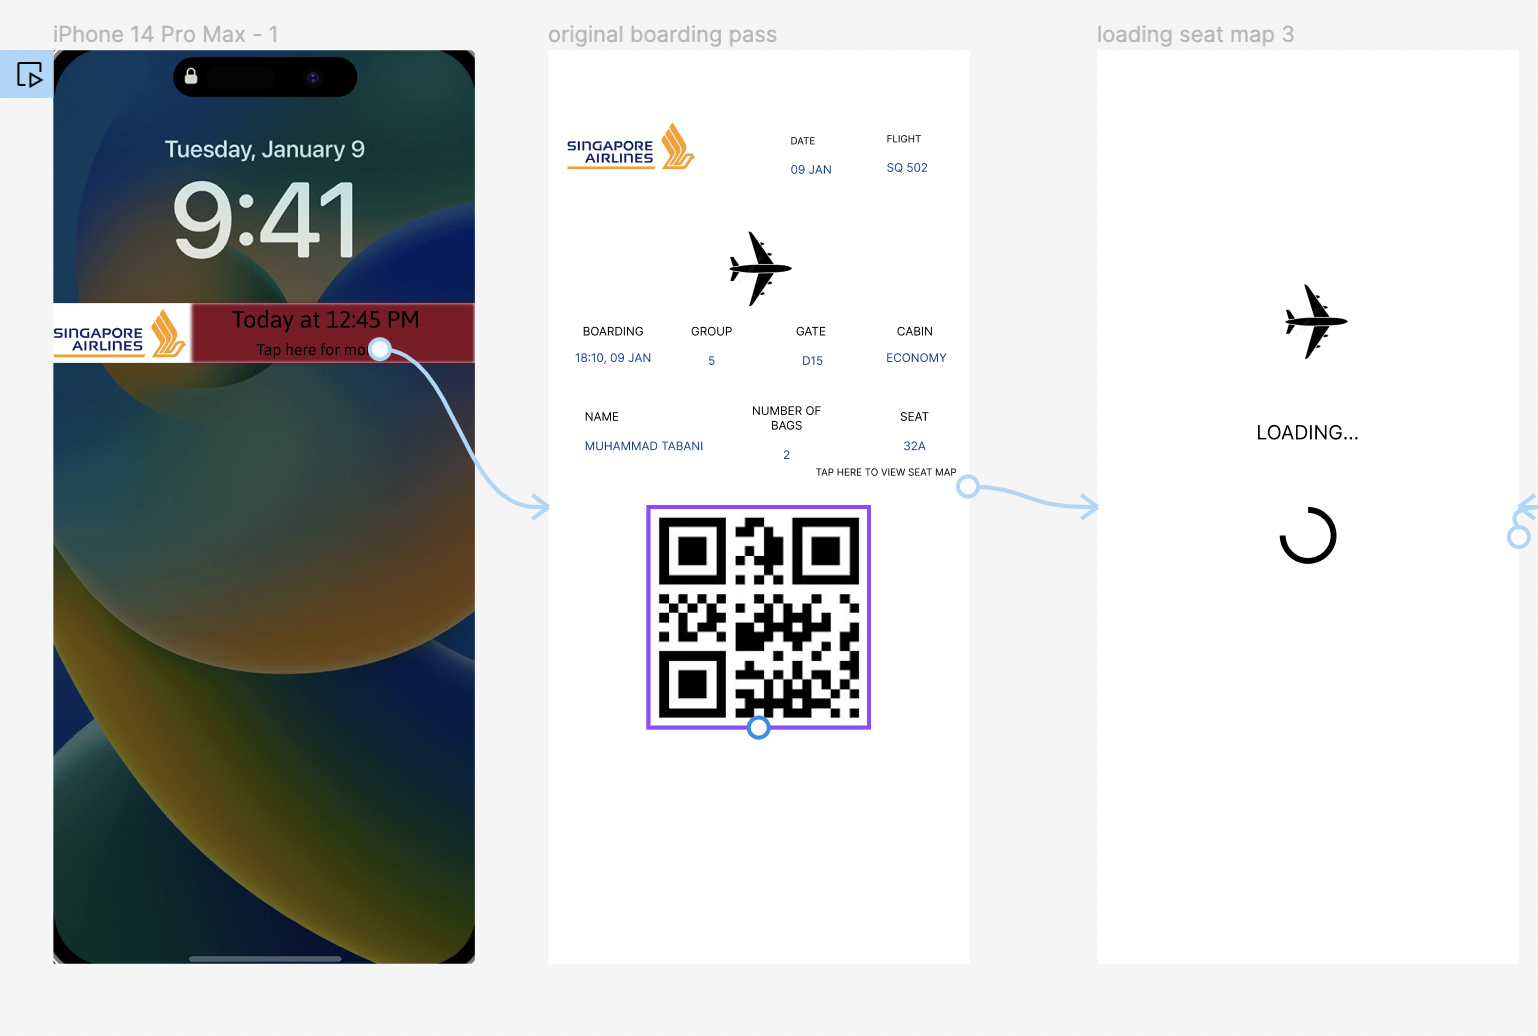 iPhone 14 Pro Max - 1
Tuesday, January 9
9:41
SINGAPORE
AIRLINES
Today at 12:45 PM
Tap here for
original boarding pass
SINGAPORE
AIRLINES
DATE
FLIGHT
09 JAN
SQ 502
BOARDING GROUP GATE CABIN
18:10, 09 JAN 5 D15 ECONOMY
NAME
NUMBER OF
BAGS
SEAT
MUHAMMAD TABANI
2
32A
TAP HERE TO VIEW SEAT MAP
loading seat map 3
LOADING...